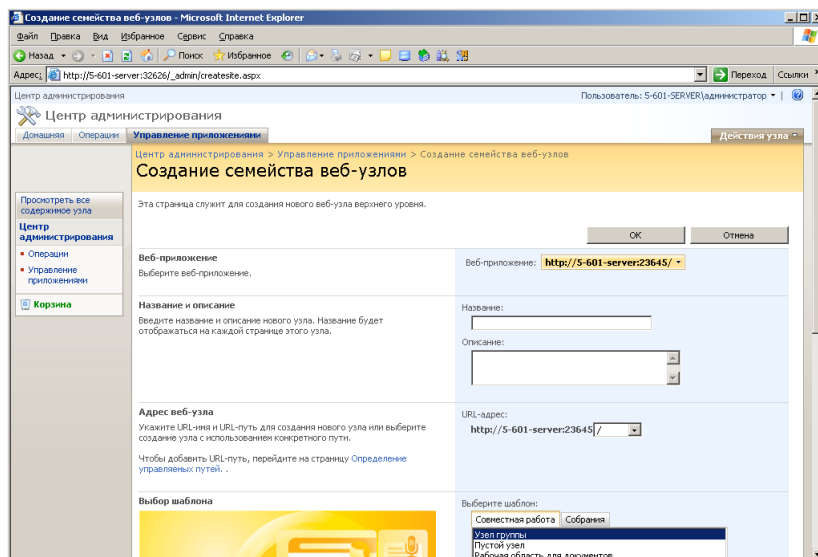 Создание семейства веб-узлов - Microsoft Internet Explorer
Файл Правка Вид Избранное Сервис Справка
Назад Поиск Избранное
Адрес: http://5-601-server:32626/_admin/createsite.aspx Переход Ссылки
Центр администрирования Пользователь: 5-601-SERVER\администратор
Центр администрирования
Домашняя Операции Управление приложениями Действия узла
Центр администрирования > Управление приложениями > Создание семейства веб-узлов
Создание семейства веб-узлов
Просмотреть все
содержимое узла
Центр
администрирования
Операции
Управление
приложениями
Корзина
Эта страница служит для создания нового веб-узла верхнего уровня.
ОК Отмена
Веб-приложение
Выберите веб-приложение.
Веб-приложение: http://5-601-server:23645/
Название и описание
Введите название и описание нового узла. Название будет
отображаться на каждой странице этого узла.
Название:
Описание:
Адрес веб-узла
Укажите URL-имя и URL-путь для создания нового узла или выберите
создание узла с использованием конкретного пути.
Чтобы добавить URL-путь, перейдите на страницу Определение
управляемых путей. .
URL-адрес:
http://5-601-server:23645 /
Выбор шаблона
Выберите шаблон:
Совместная работа Собрания
Узел группы
Пустой узел
Рабочая область для документов